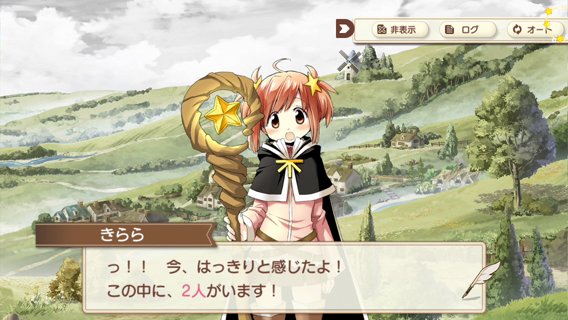 非表示
ログ
オート
きらら
っ！！　今、はっきりと感じたよ！
この中に、2人がいます！